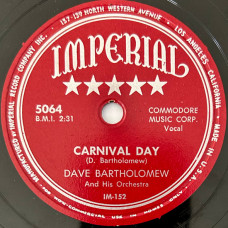 137-139 NORTH WESTERN AVENUE • LOS ANGELES, CALIFORNIA
MANUFACTURED BY IMPERIAL RECORD COMPANY INC.
IMPERIAL
5064
B.M.I. 2:31
COMMODORE
MUSIC CORP.
Vocal
CARNIVAL DAY
(D. Bartholomew)
DAVE BARTHOLOMEW
And His Orchestra
IM-152
MADE IN U.S.A.